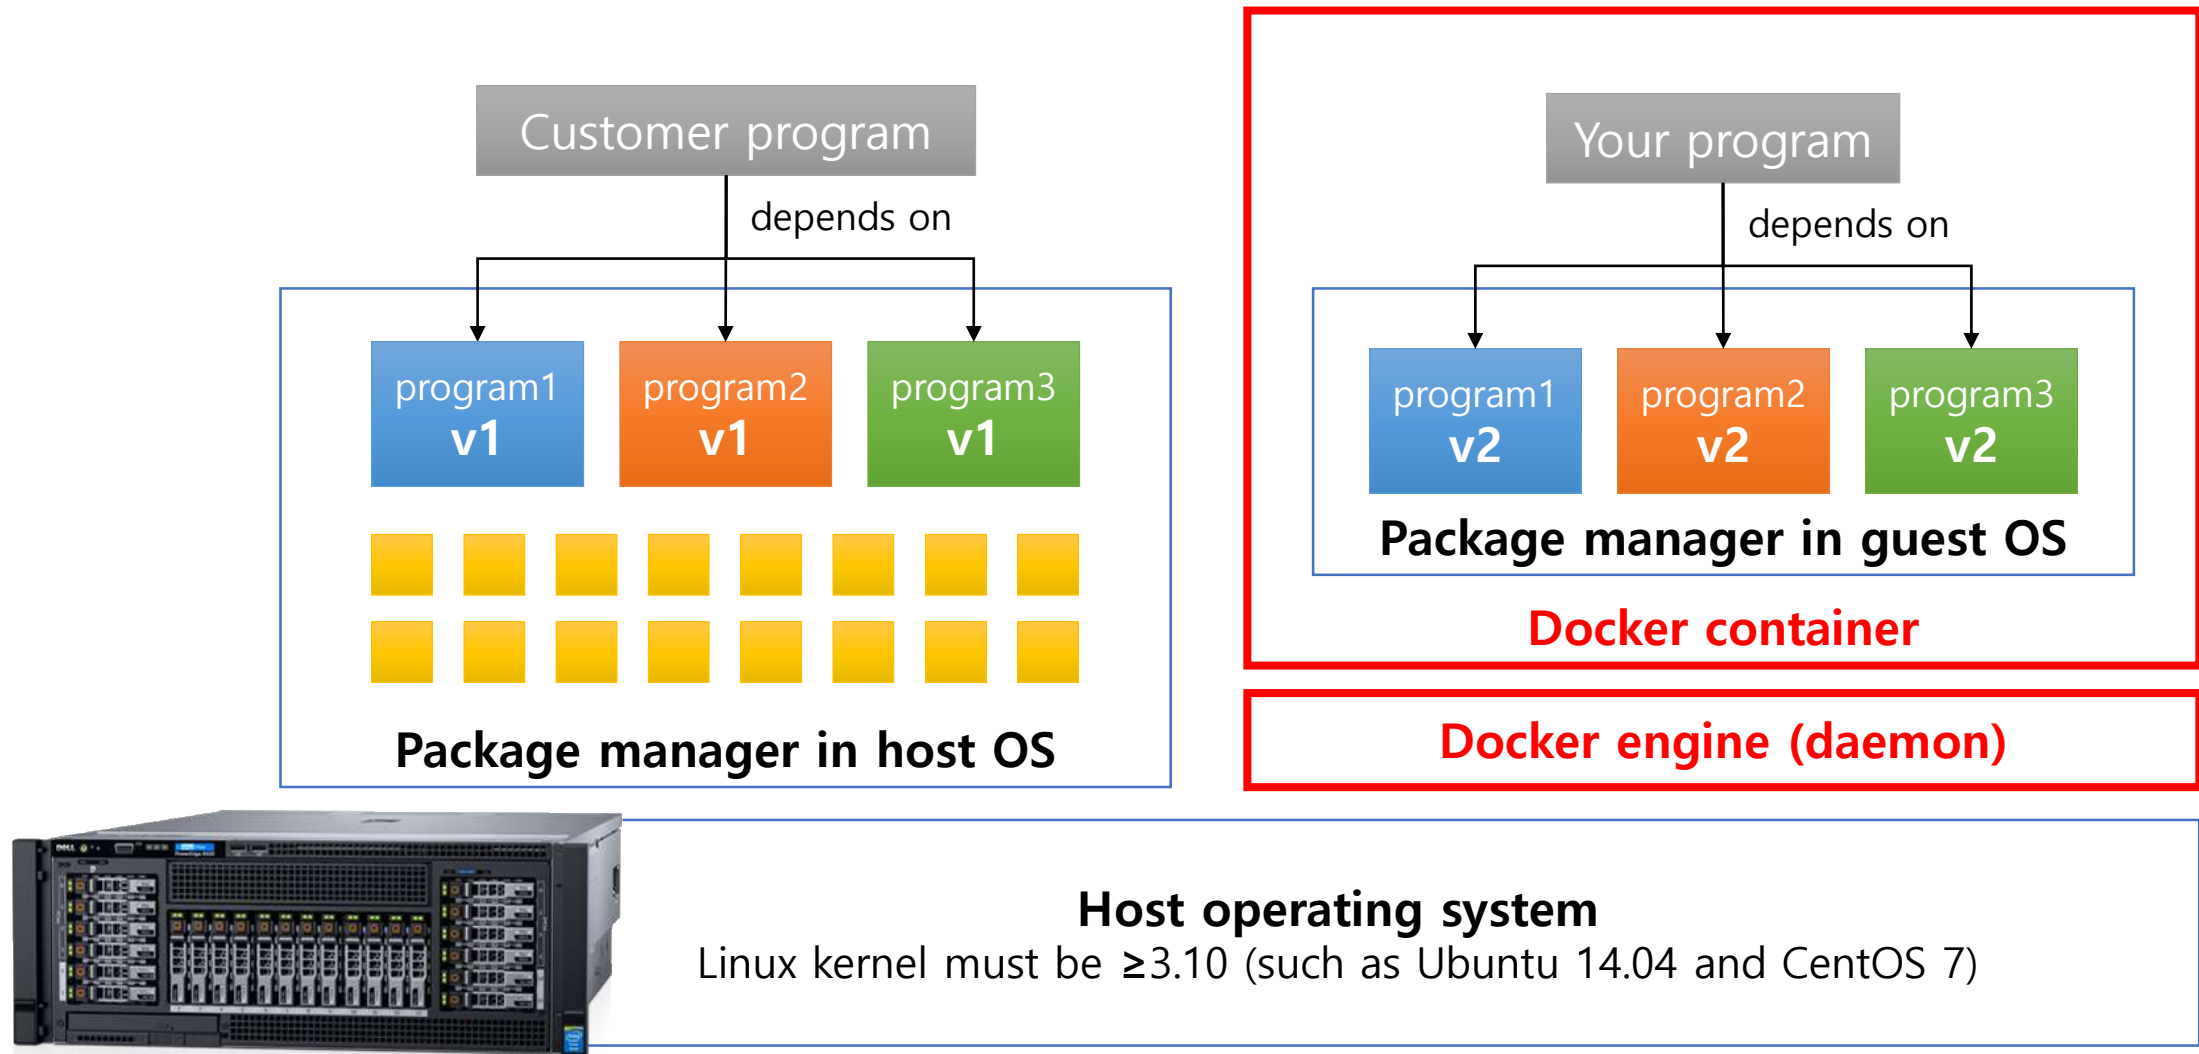 Customer program
depends on
program1
v1
program2
v1
program3
v1
Package manager in host OS
Your program
depends on
program1
v2
program2
v2
program3
v2
Package manager in guest OS
Docker container
Docker engine (daemon)
DELL
Host operating system
Linux kernel must be ≥3.10 (such as Ubuntu 14.04 and CentOS 7)